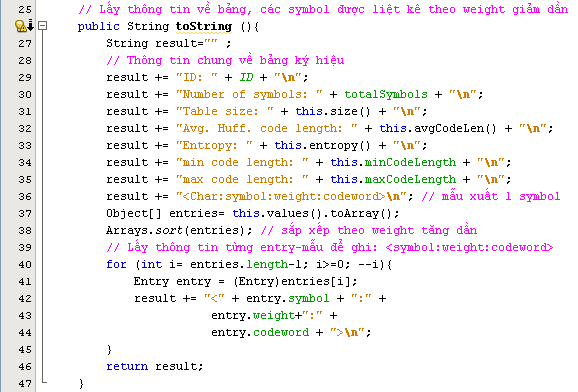 25 // Lấy thông tin về bảng, các symbol được liệt kê theo weight giảm dần
26 public String toString (){
27 String result="" ;
28 // Thông tin chung về bảng ký hiệu
29 result += "ID: " + ID + "\n";
30 result += "Number of symbols: " + totalSymbols + "\n";
31 result += "Table size: " + this.size() + "\n";
32 result += "Avg. Huff. code length: " + this.avgCodeLen() + "\n";
33 result += "Entropy: " + this.entropy() + "\n";
34 result += "min code length: " + this.minCodeLength + "\n";
35 result += "max code length: " + this.maxCodeLength + "\n";
36 result += "<Char:symbol:weight:codeword>\n"; // mẫu xuất 1 symbol
37 Object[] entries= this.values().toArray();
38 Arrays.sort(entries); // sắp xếp theo weight tăng dần
39 // Lấy thông tin từng entry-mẫu để ghi: <symbol:weight:codeword>
40 for (int i= entries.length-1; i>=0; --i){
41 Entry entry = (Entry)entries[i];
42 result += "<" + entry.symbol + ":" +
43 entry.weight+":" +
44 entry.codeword + ">\n";
45 }
46 return result;
47 }